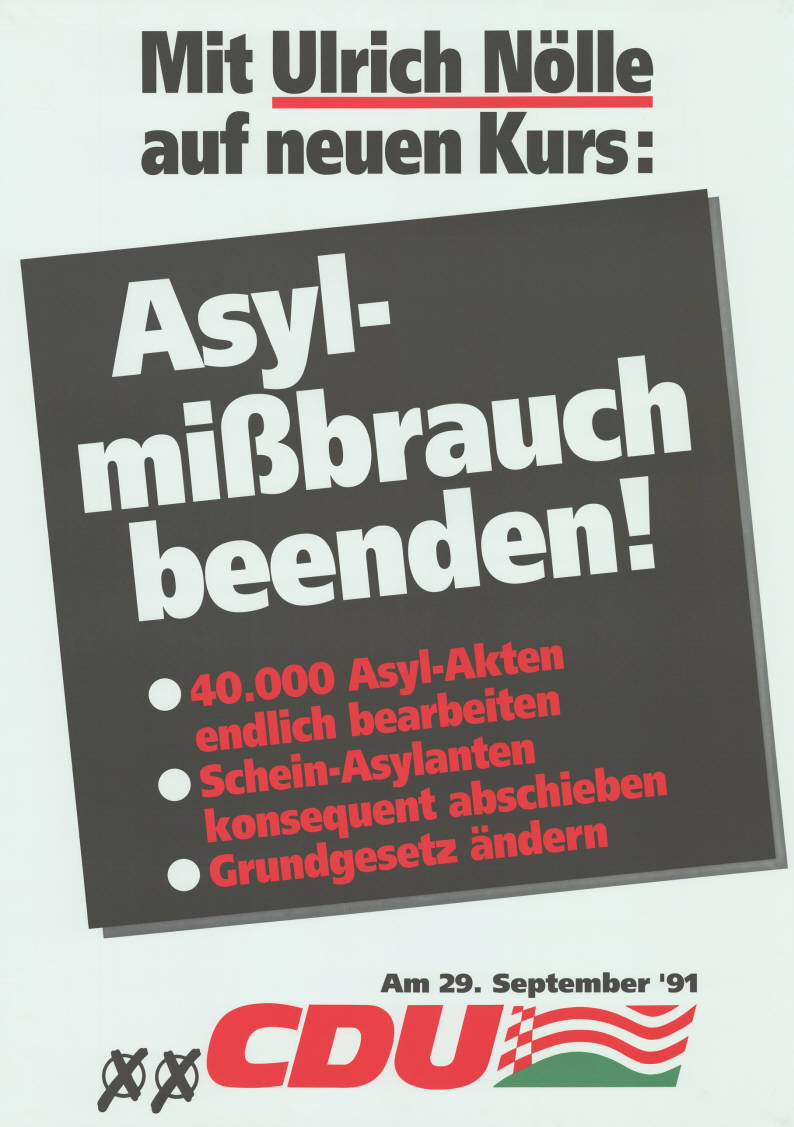 Mit Ulrich Nölle
auf neuen Kurs:
Asyl-
mißbrauch
beenden!
40.000 Asyl-Akten
endlich bearbeiten
Schein-Asylanten
konsequent abschieben
Grundgesetz ändern
Am 29. September '91
CDU